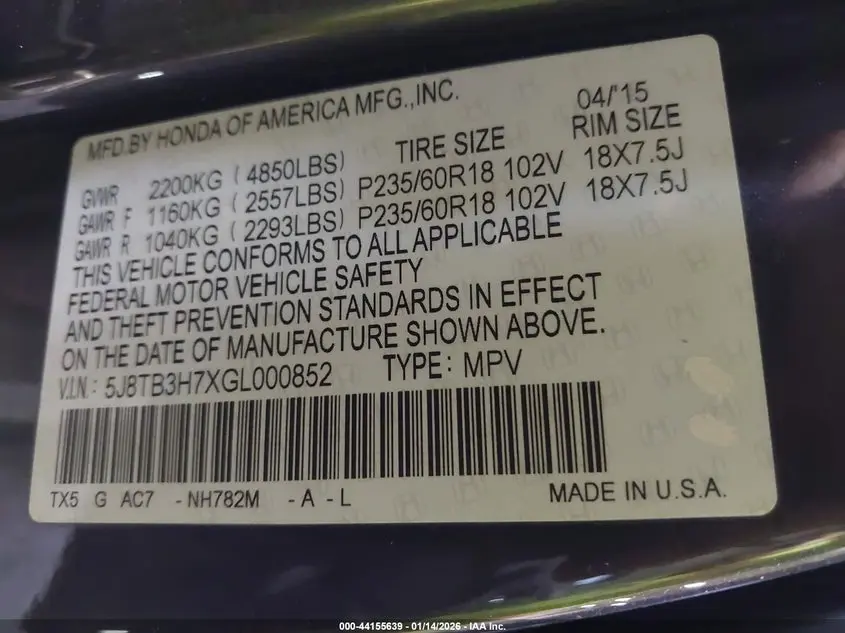 MFD.BY HONDA OF AMERICA MFG.,INC. 04/'15
TIRE SIZE RIM SIZE
GVWR 2200KG ( 4850LBS)
GAWR F 1160KG ( 2557LBS) P235/60R18 102V 18X7.5J
GAWR R 1040KG ( 2293LBS) P235/60R18 102V 18X7.5J
THIS VEHICLE CONFORMS TO ALL APPLICABLE
FEDERAL MOTOR VEHICLE SAFETY
AND THEFT PREVENTION STANDARDS IN EFFECT
ON THE DATE OF MANUFACTURE SHOWN ABOVE.
V.I.N.: 5J8TB3H7XGL000852 TYPE: MPV
TX5 G AC7 -NH782M -A -L MADE IN U.S.A.
000-44155639 - 01/14/2026 - IAA Inc.